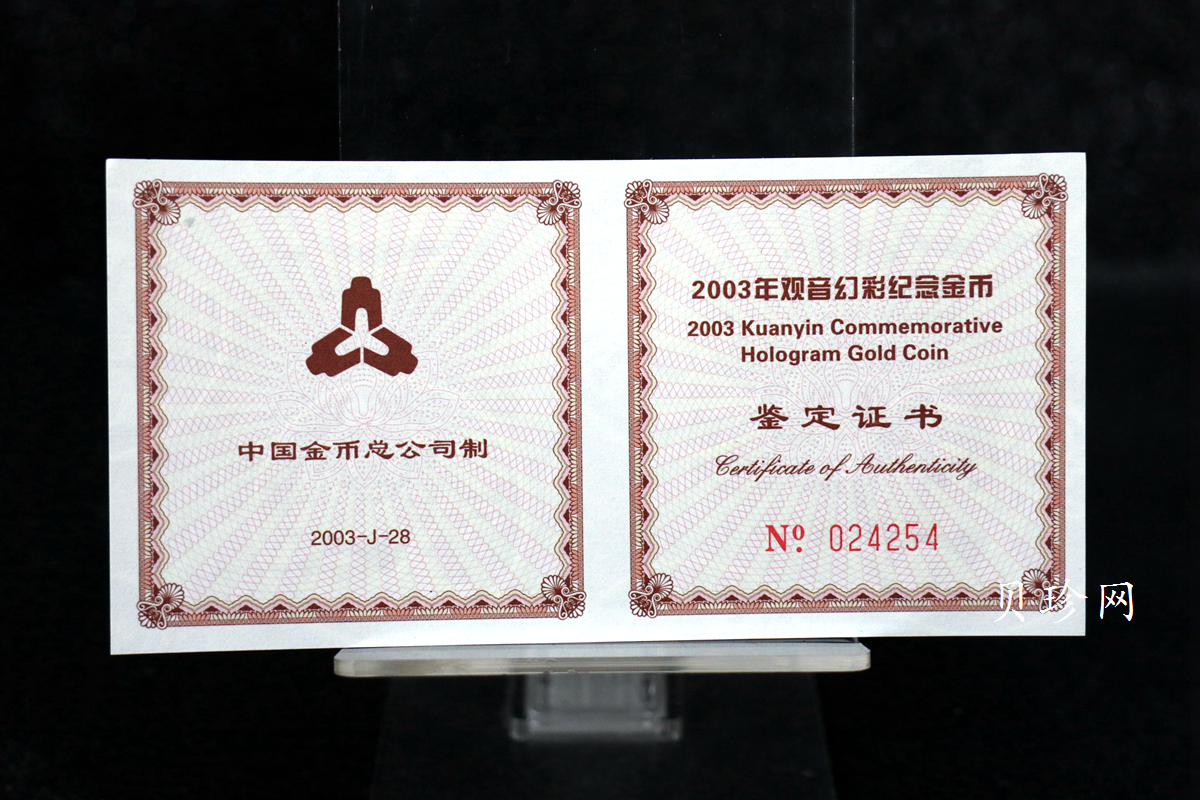 中国金币总公司制
2003-J-28
2003年观音幻彩纪念金币
2003 Kuanyin Commemorative
Hologram Gold Coin
鉴定证书
Certificate of Authenticity
Nº 024254
贝珍网